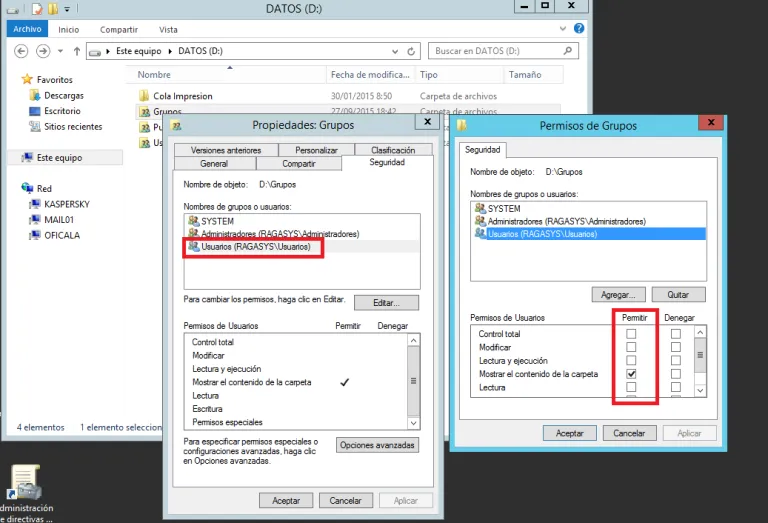 DATOS (D:)
Archivo Inicio Compartir Vista
Este equipo DATOS (D:)
Buscar en DATOS (D:)
Favoritos
Descargas
Escritorio
Sitios recientes
Este equipo
Red
KASPERSKY
MAIL01
OFICALA
Nombre Fecha de modifica... Tipo Tamaño
Cola Impresion 30/01/2015 8:50 Carpeta de archivos
Grupos 27/09/2015 18:42 Carpeta de archivos
Pu
Us
4 elementos 1 elemento seleccion
Propiedades: Grupos
Versiones anteriores Personalizar Clasificación
General Compartir Seguridad
Nombre de objeto: D:\Grupos
Nombres de grupos o usuarios:
SYSTEM
Administradores (RAGASYS\Administradores)
Usuarios (RAGASYS\Usuarios)
Para cambiar los permisos, haga clic en Editar. Editar...
Permisos de Usuarios Permitir Denegar
Control total
Modificar
Lectura y ejecución
Mostrar el contenido de la carpeta
Lectura
Escritura
Permisos especiales
Para especificar permisos especiales o
configuraciones avanzadas, haga clic
en Opciones avanzadas.
Opciones avanzadas
Aceptar Cancelar Aplicar
Permisos de Grupos
Seguridad
Nombre de objeto: D:\Grupos
Nombres de grupos o usuarios:
SYSTEM
Administradores (RAGASYS\Administradores)
Usuarios (RAGASYS\Usuarios)
Agregar... Quitar
Permisos de Usuarios Permitir Denegar
Control total
Modificar
Lectura y ejecución
Mostrar el contenido de la carpeta
Lectura
Aceptar Cancelar Aplicar
dministración
e directivas ...